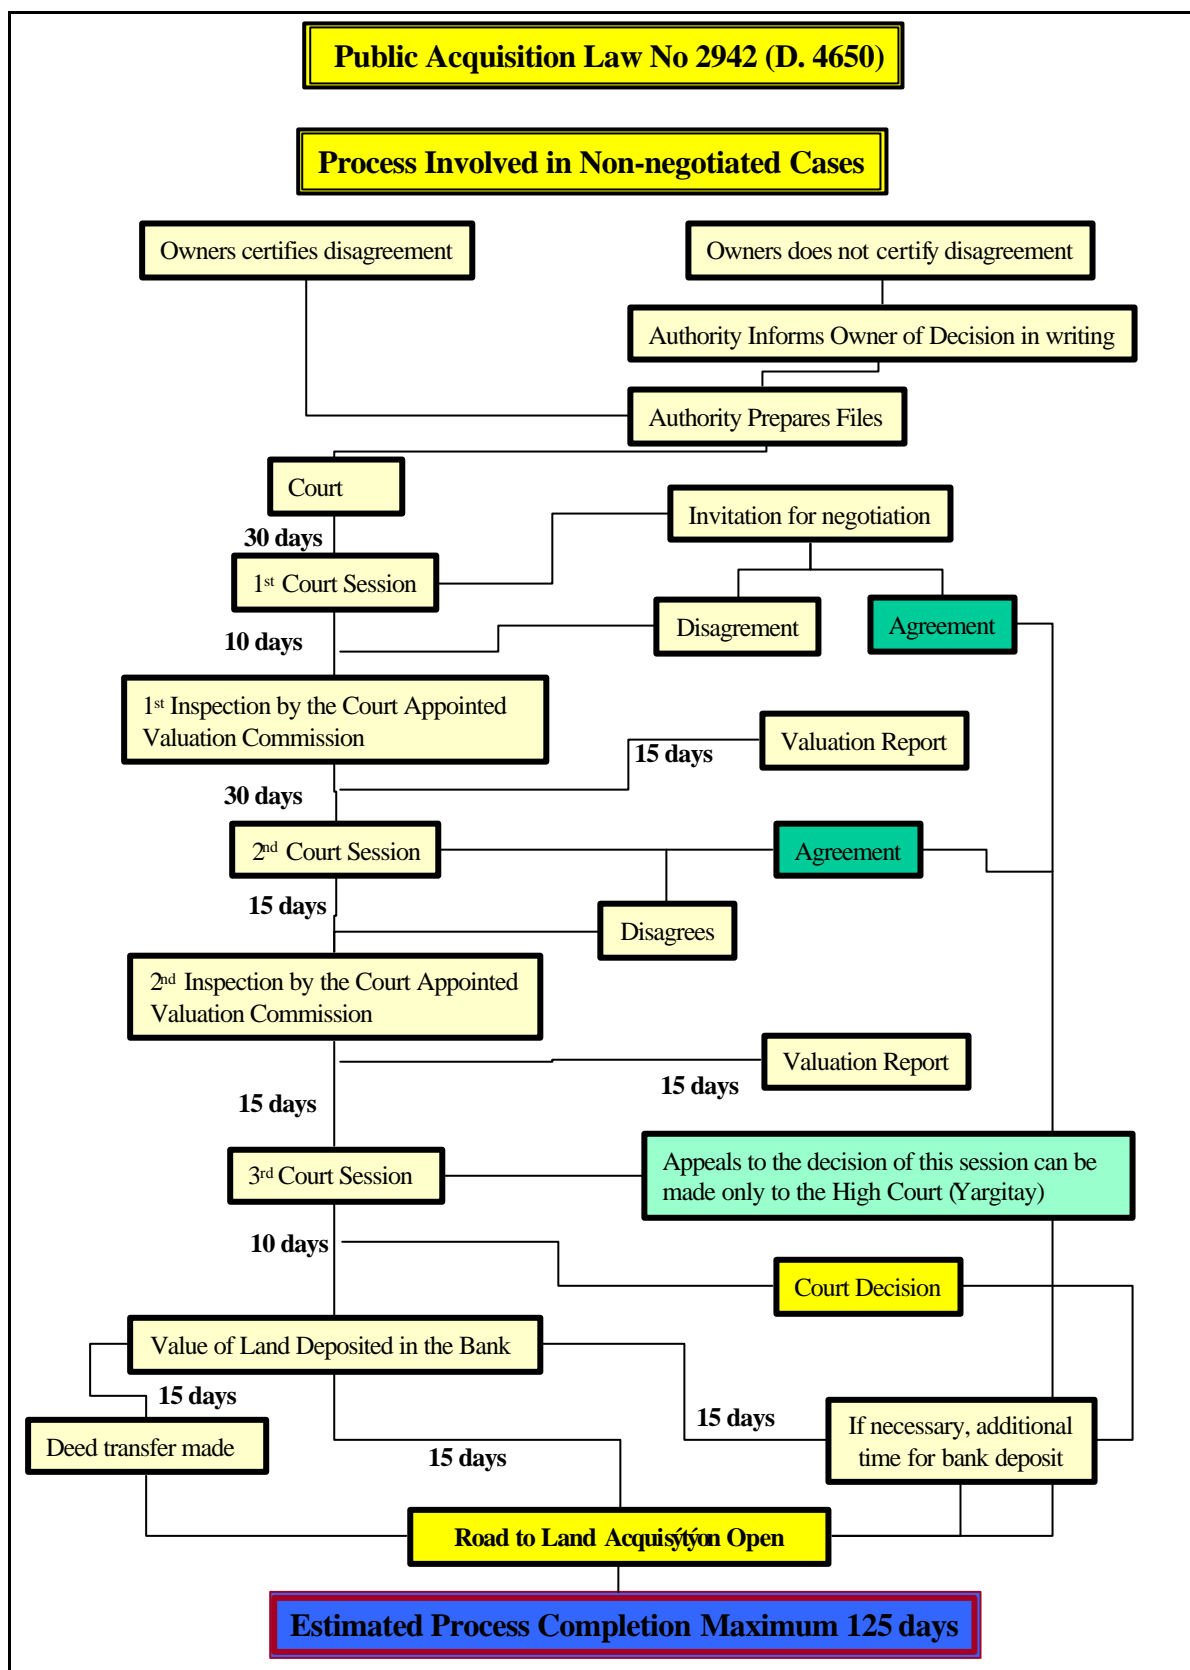 Public Acquisition Law No 2942 (D. 4650)
Process Involved in Non-negotiated Cases
Owners certifies disagreement
Owners does not certify disagreement
Authority Informs Owner of Decision in writing
Authority Prepares Files
Court
Invitation for negotiation
30 days
1st Court Session
Disagrement
Agreement
10 days
1st Inspection by the Court Appointed
Valuation Commission
Valuation Report
15 days
30 days
2nd Court Session
Agreement
15 days
Disagrees
2nd Inspection by the Court Appointed
Valuation Commission
Valuation Report
15 days
15 days
3rd Court Session
Appeals to the decision of this session can be
made only to the High Court (Yargitay)
10 days
Court Decision
Value of Land Deposited in the Bank
15 days
15 days
If necessary, additional
time for bank deposit
Deed transfer made
15 days
Road to Land Acquisýtýon Open
Estimated Process Completion Maximum 125 days